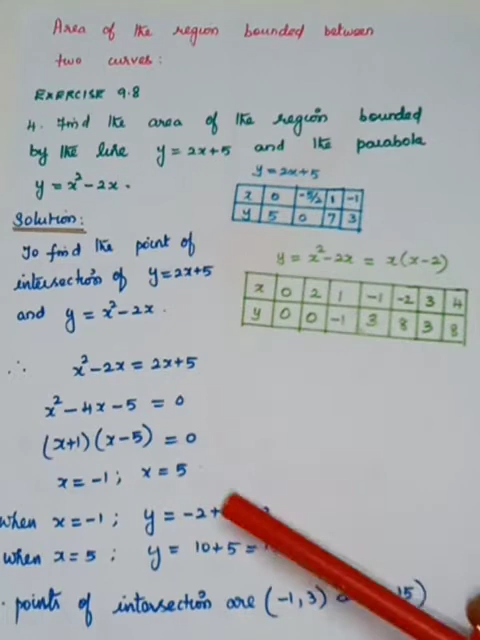 Area of the region bounded between
two curves:
EXERCISE 9.8
4. Find the area of the region bounded
by the line y = 2x+5 and the parabola
y = x² - 2x.
y = 2x+5
x 0 -5/2 1 -1
y 5 0 7 3
Solution:
To find the point of
intersection of y = 2x+5
and y = x² - 2x.
y = x² - 2x = x(x-2)
x 0 2 1 -1 -2 3 4
y 0 0 -1 3 8 3 8
∴ x² - 2x = 2x+5
x² - 4x - 5 = 0
(x+1)(x-5) = 0
x = -1; x = 5
when x = -1; y = -2+
when x = 5; y = 10+5 =
points of intersection are (-1,3) 15)